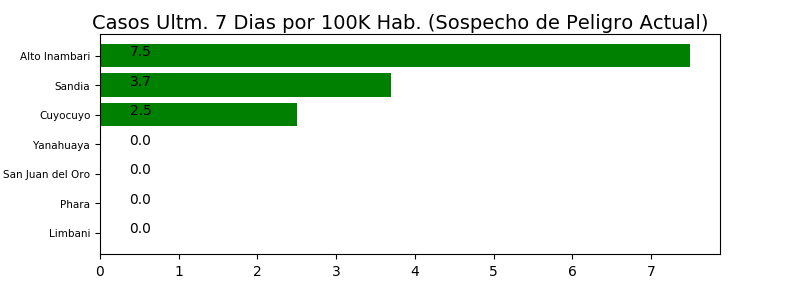 Casos Ultm. 7 Dias por 100K Hab. (Sospecho de Peligro Actual)
Alto Inambari 7.5
Sandia 3.7
Cuyocuyo 2.5
Yanahuaya 0.0
San Juan del Oro 0.0
Phara 0.0
Limbani 0.0
0 1 2 3 4 5 6 7